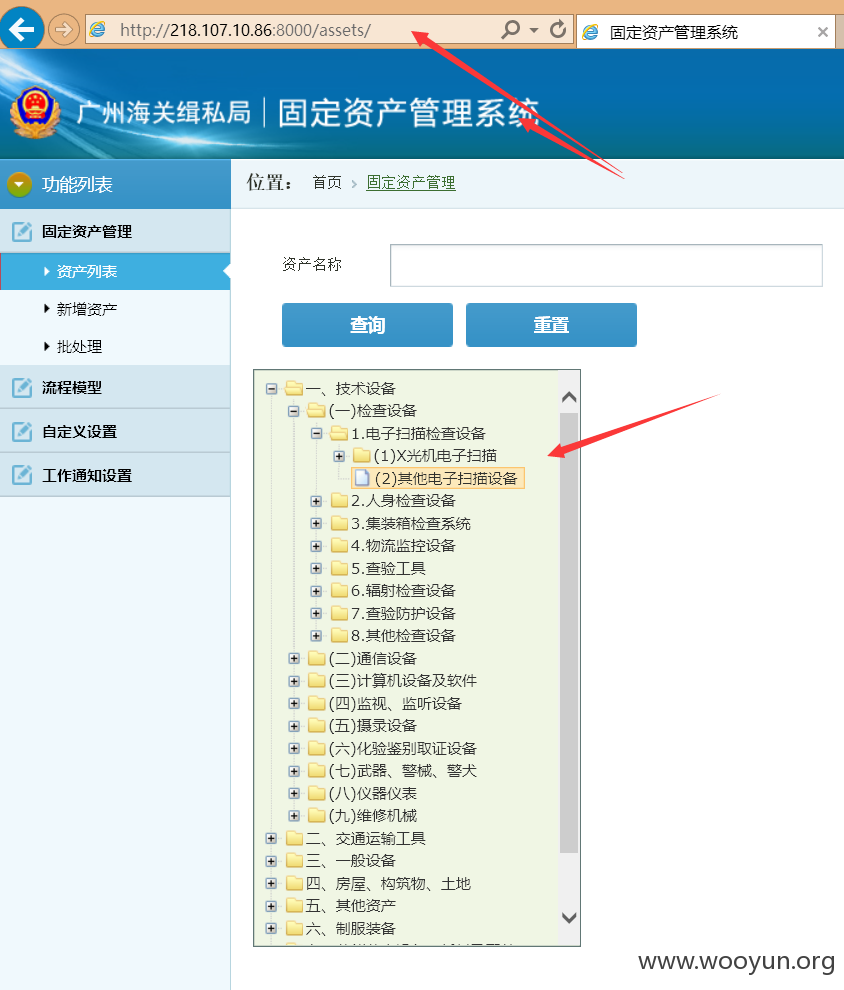 http://218.107.10.86:8000/assets/
固定资产管理系统
广州海关缉私局 | 固定资产管理系统
功能列表
位置： 首页 > 固定资产管理
固定资产管理
资产列表
新增资产
批处理
流程模型
自定义设置
工作通知设置
资产名称
查询 重置
一、技术设备
(一)检查设备
1.电子扫描检查设备
(1)X光机电子扫描
(2)其他电子扫描设备
2.人身检查设备
3.集装箱检查系统
4.物流监控设备
5.查验工具
6.辐射检查设备
7.查验防护设备
8.其他检查设备
(二)通信设备
(三)计算机设备及软件
(四)监视、监听设备
(五)摄录设备
(六)化验鉴别取证设备
(七)武器、警械、警犬
(八)仪器仪表
(九)维修机械
二、交通运输工具
三、一般设备
四、房屋、构筑物、土地
五、其他资产
六、制服装备
www.wooyun.org